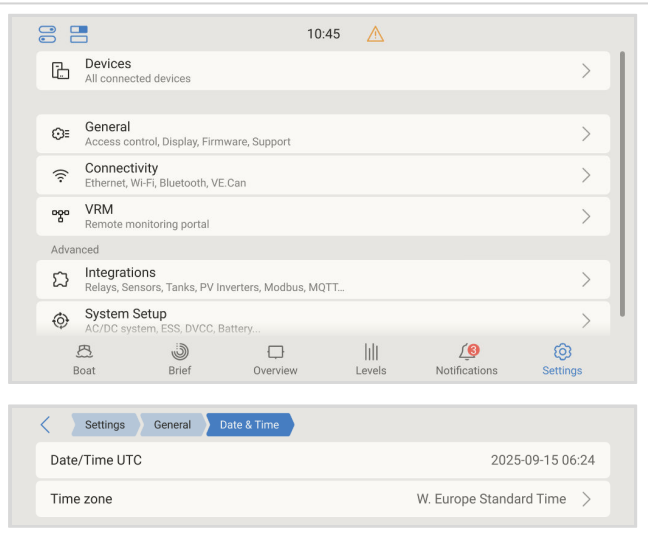 10:45
Devices
All connected devices
General
Access control, Display, Firmware, Support
Connectivity
Ethernet, Wi-Fi, Bluetooth, VE.Can
VRM
Remote monitoring portal
Advanced
Integrations
Relays, Sensors, Tanks, PV Inverters, Modbus, MQTT...
System Setup
AC/DC system, ESS, DVCC, Battery...
3
Boat Brief Overview Levels Notifications Settings
Settings General Date & Time
Date/Time UTC 2025-09-15 06:24
Time zone W. Europe Standard Time